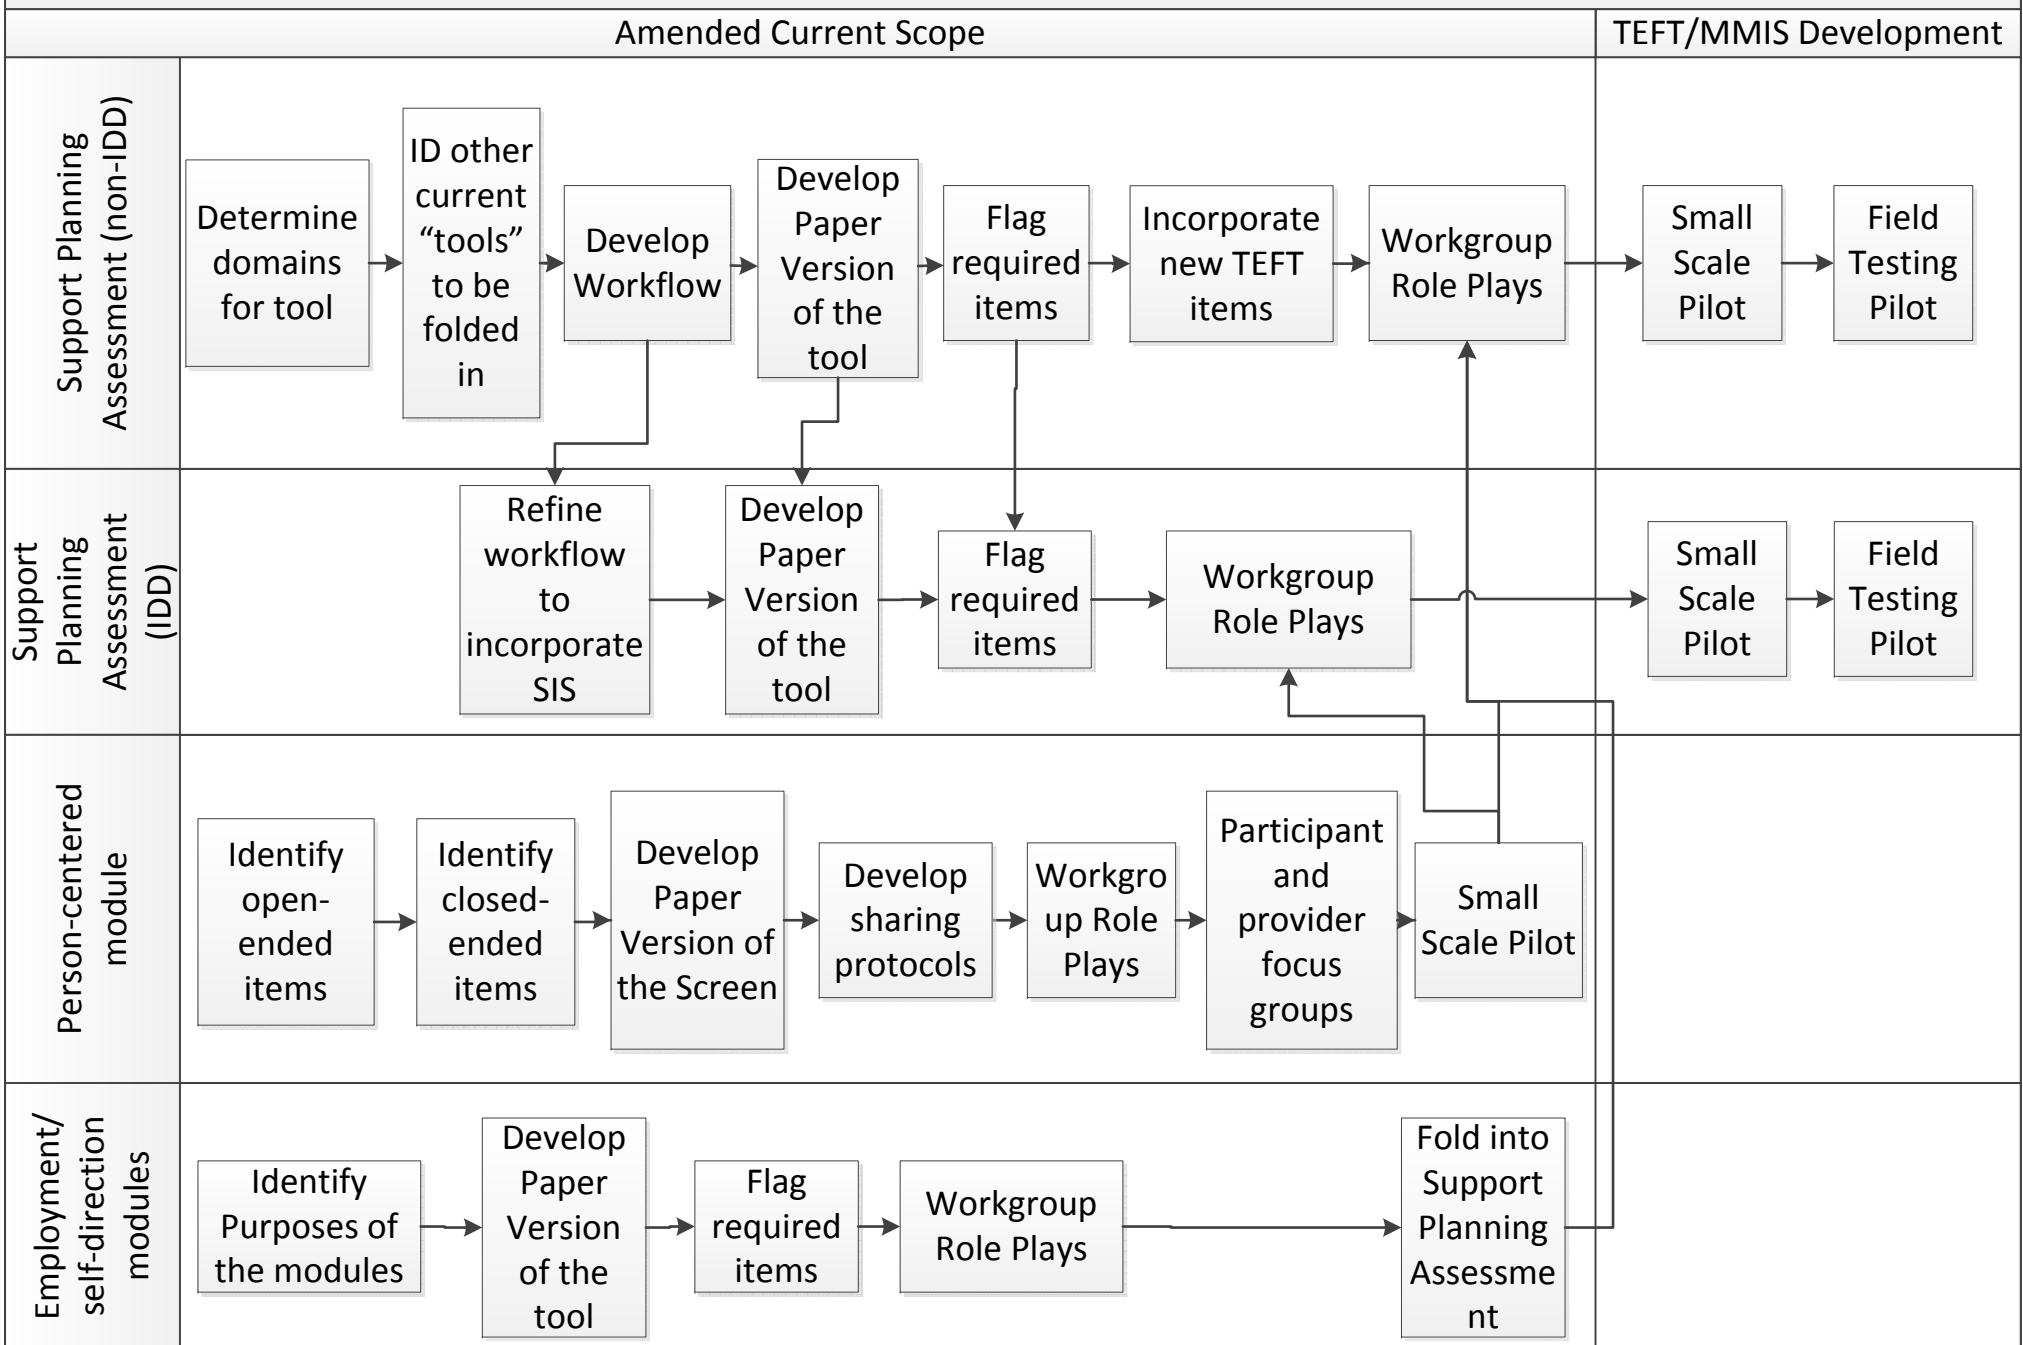 Amended Current Scope
TEFT/MMIS Development
Support Planning
Assessment (non-IDD)
Determine
domains
for tool
ID other
current
“tools”
to be
folded
in
Develop
Workflow
Develop
Paper
Version
of the
tool
Flag
required
items
Incorporate
new TEFT
items
Workgroup
Role Plays
Small
Scale
Pilot
Field
Testing
Pilot
Support
Planning
Assessment
(IDD)
Refine
workflow
to
incorporate
SIS
Develop
Paper
Version
of the
tool
Flag
required
items
Workgroup
Role Plays
Small
Scale
Pilot
Field
Testing
Pilot
Person-centered
module
Identify
open-
ended
items
Identify
closed-
ended
items
Develop
Paper
Version of
the Screen
Develop
sharing
protocols
Workgro
up Role
Plays
Participant
and
provider
focus
groups
Small
Scale Pilot
Employment/
self-direction
modules
Identify
Purposes of
the modules
Develop
Paper
Version
of the
tool
Flag
required
items
Workgroup
Role Plays
Fold into
Support
Planning
Assessme
nt